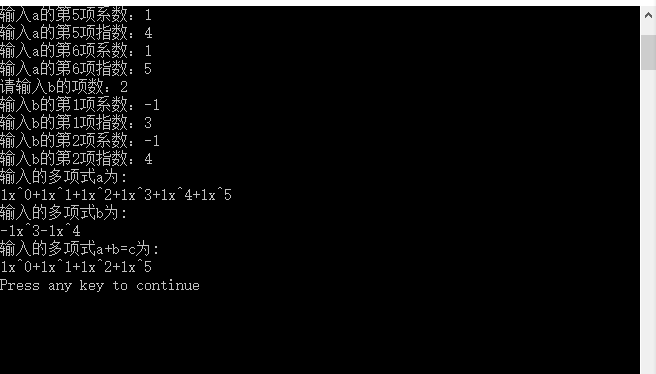 输入a的第5项系数：1
输入a的第5项指数：4
输入a的第6项系数：1
输入a的第6项指数：5
请输入b的项数：2
输入b的第1项系数：-1
输入b的第1项指数：3
输入b的第2项系数：-1
输入b的第2项指数：4
输入的多项式a为:
1x^0+1x^1+1x^2+1x^3+1x^4+1x^5
输入的多项式b为:
-1x^3-1x^4
输入的多项式a+b=c为:
1x^0+1x^1+1x^2+1x^5
Press any key to continue